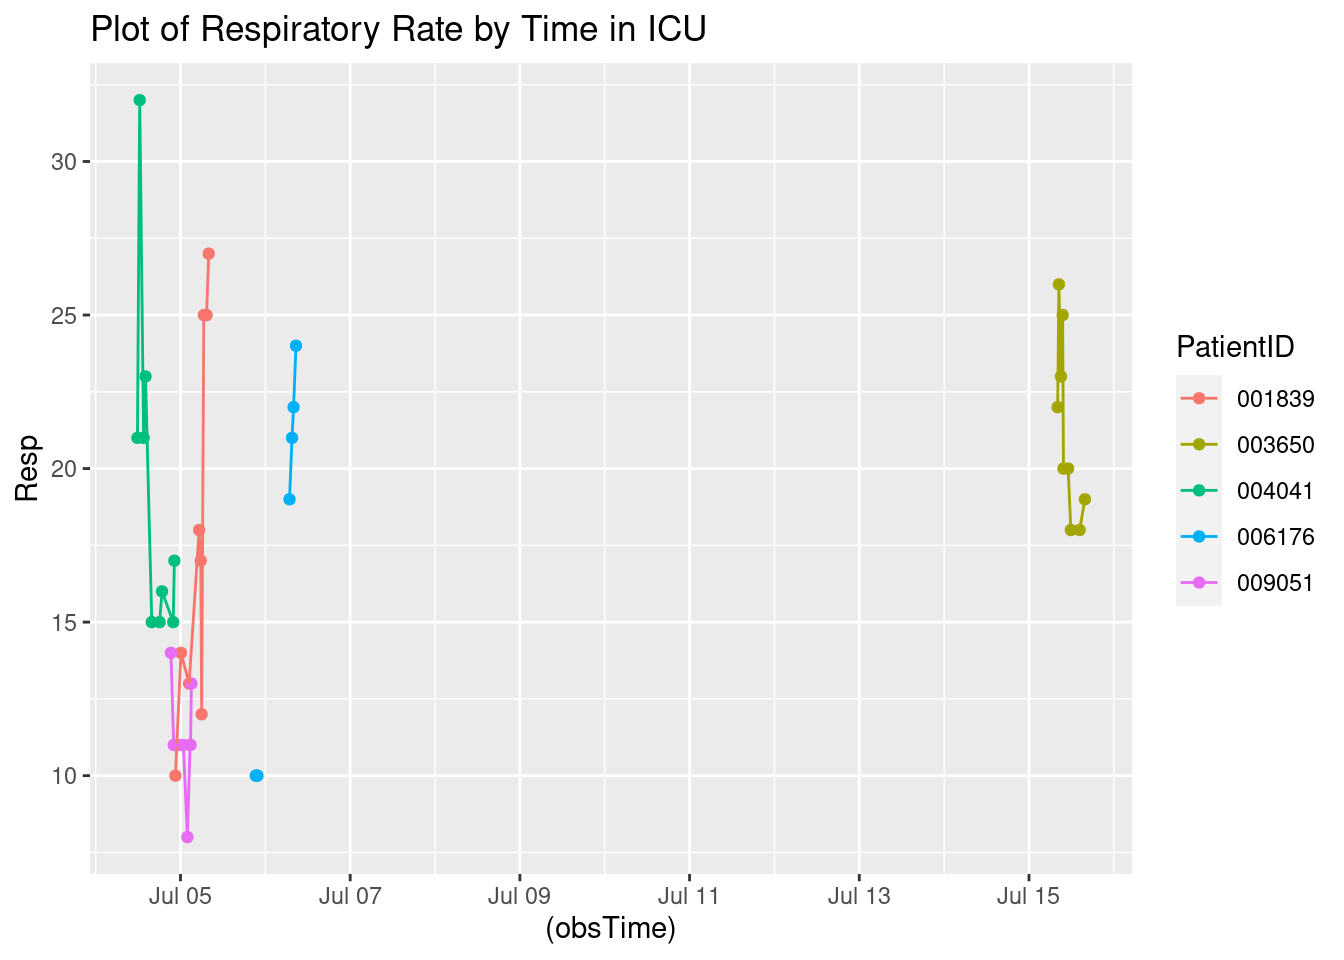 Plot of Respiratory Rate by Time in ICU
30
25
20
15
10
Resp
Jul 05
Jul 07
Jul 09
Jul 11
Jul 13
Jul 15
(obsTime)
PatientID
001839
003650
004041
006176
009051